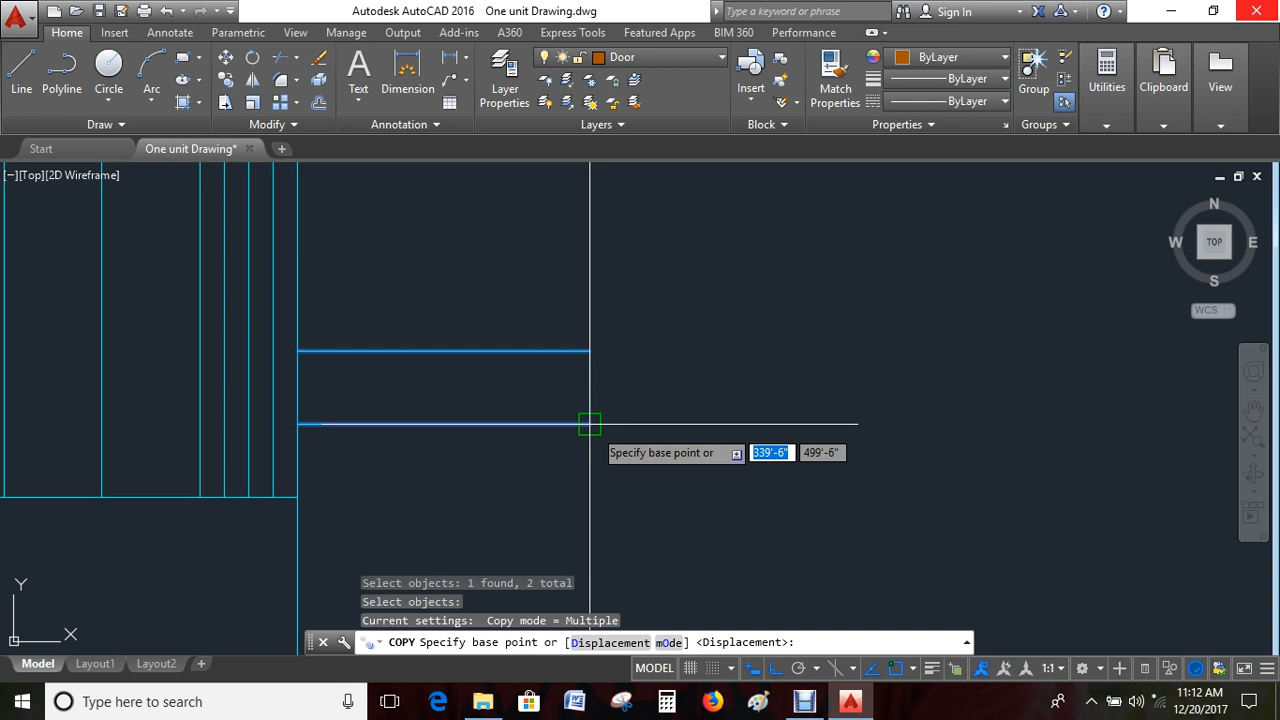 Autodesk AutoCAD 2016 One unit Drawing.dwg
Type a keyword or phrase
Sign In
Home Insert Annotate Parametric View Manage Output Add-ins A360 Express Tools Featured Apps BIM 360 Performance
Line Polyline Circle Arc
Text Dimension
Layer Properties
Door
Insert
Match Properties
ByLayer
ByLayer
ByLayer
Group
Utilities Clipboard View
Draw Modify Annotation Layers Block Properties Groups
Start One unit Drawing*
[−][Top][2D Wireframe]
N
W TOP E
S
WCS
Specify base point or 339'-6" 499'-6"
Select objects: 1 found, 2 total
Select objects:
Current settings: Copy mode = Multiple
Y
X
COPY Specify base point or [Displacement mOde] <Displacement>:
Model Layout1 Layout2
MODEL 1:1
Type here to search
11:12 AM
12/20/2017